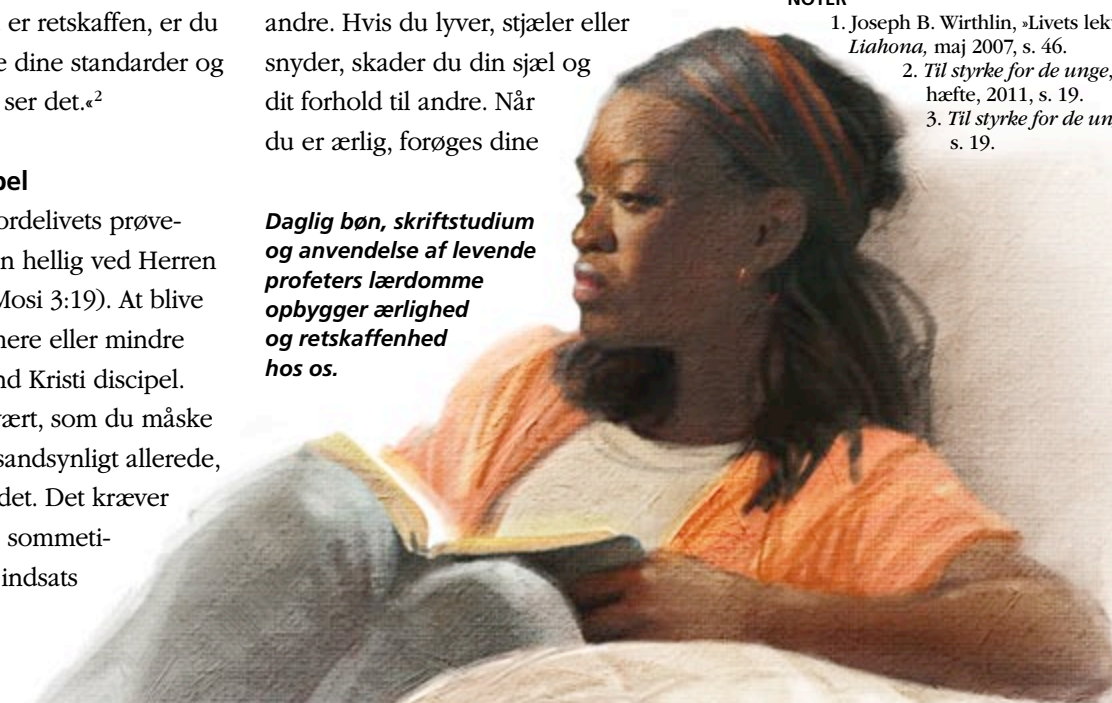 er retskaffen, er du
dine standarder og
ser det.«2
ordelivets prøve-
n hellig ved Herren
Mosi 3:19). At blive
nere eller mindre
nd Kristi discipel.
vært, som du måske
sandsynligt allerede,
det. Det kræver
sommeti-
indsats
andre. Hvis du lyver, stjæler eller
snyder, skader du din sjæl og
dit forhold til andre. Når
du er ærlig, forøges dine
Daglig bøn, skriftstudium
og anvendelse af levende
profeters lærdomme
opbygger ærlighed
og retskaffenhed
hos os.
NOTER
1. Joseph B. Wirthlin, »Livets lek
Liahona, maj 2007, s. 46.
2. Til styrke for de unge,
hæfte, 2011, s. 19.
3. Til styrke for de un
s. 19.